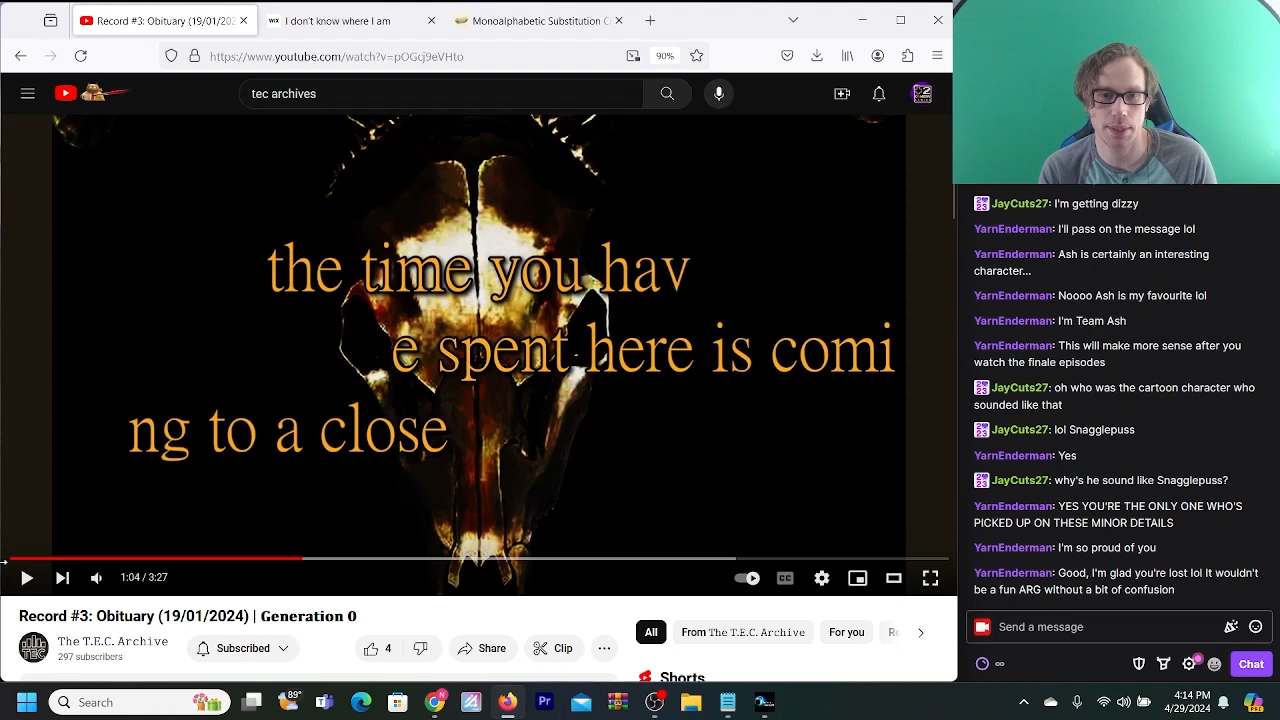 Record #3: Obituary (19/01/202
I don't know where I am
Monoalphabetic Substitution C
https://www.youtube.com/watch?v=pOGcj9eVHto
90%
tec archives
the time you hav
e spent here is comi
ng to a close
1:04 / 3:27
CC
Record #3: Obituary (19/01/2024) | Generation 0
The T.E.C. Archive
297 subscribers
Subscribed
4
Share
Clip
All
From The T.E.C. Archive
For you
Re
Shorts
JayCuts27: I'm getting dizzy
YarnEnderman: I'll pass on the message lol
YarnEnderman: Ash is certainly an interesting
character...
YarnEnderman: Noooo Ash is my favourite lol
YarnEnderman: I'm Team Ash
YarnEnderman: This will make more sense after you
watch the finale episodes
JayCuts27: oh who was the cartoon character who
sounded like that
JayCuts27: lol Snagglepuss
YarnEnderman: Yes
JayCuts27: why's he sound like Snagglepuss?
YarnEnderman: YES YOU'RE THE ONLY ONE WHO'S
PICKED UP ON THESE MINOR DETAILS
YarnEnderman: I'm so proud of you
YarnEnderman: Good, I'm glad you're lost lol It wouldn't
be a fun ARG without a bit of confusion
Send a message
Chat
Search
89°
4:14 PM
4/29/2024